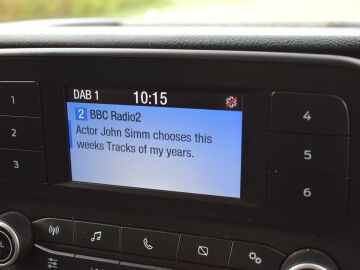 DAB 1 10:15
2 BBC Radio2
Actor John Simm chooses this
weeks Tracks of my years.
1
2
3
4
5
6